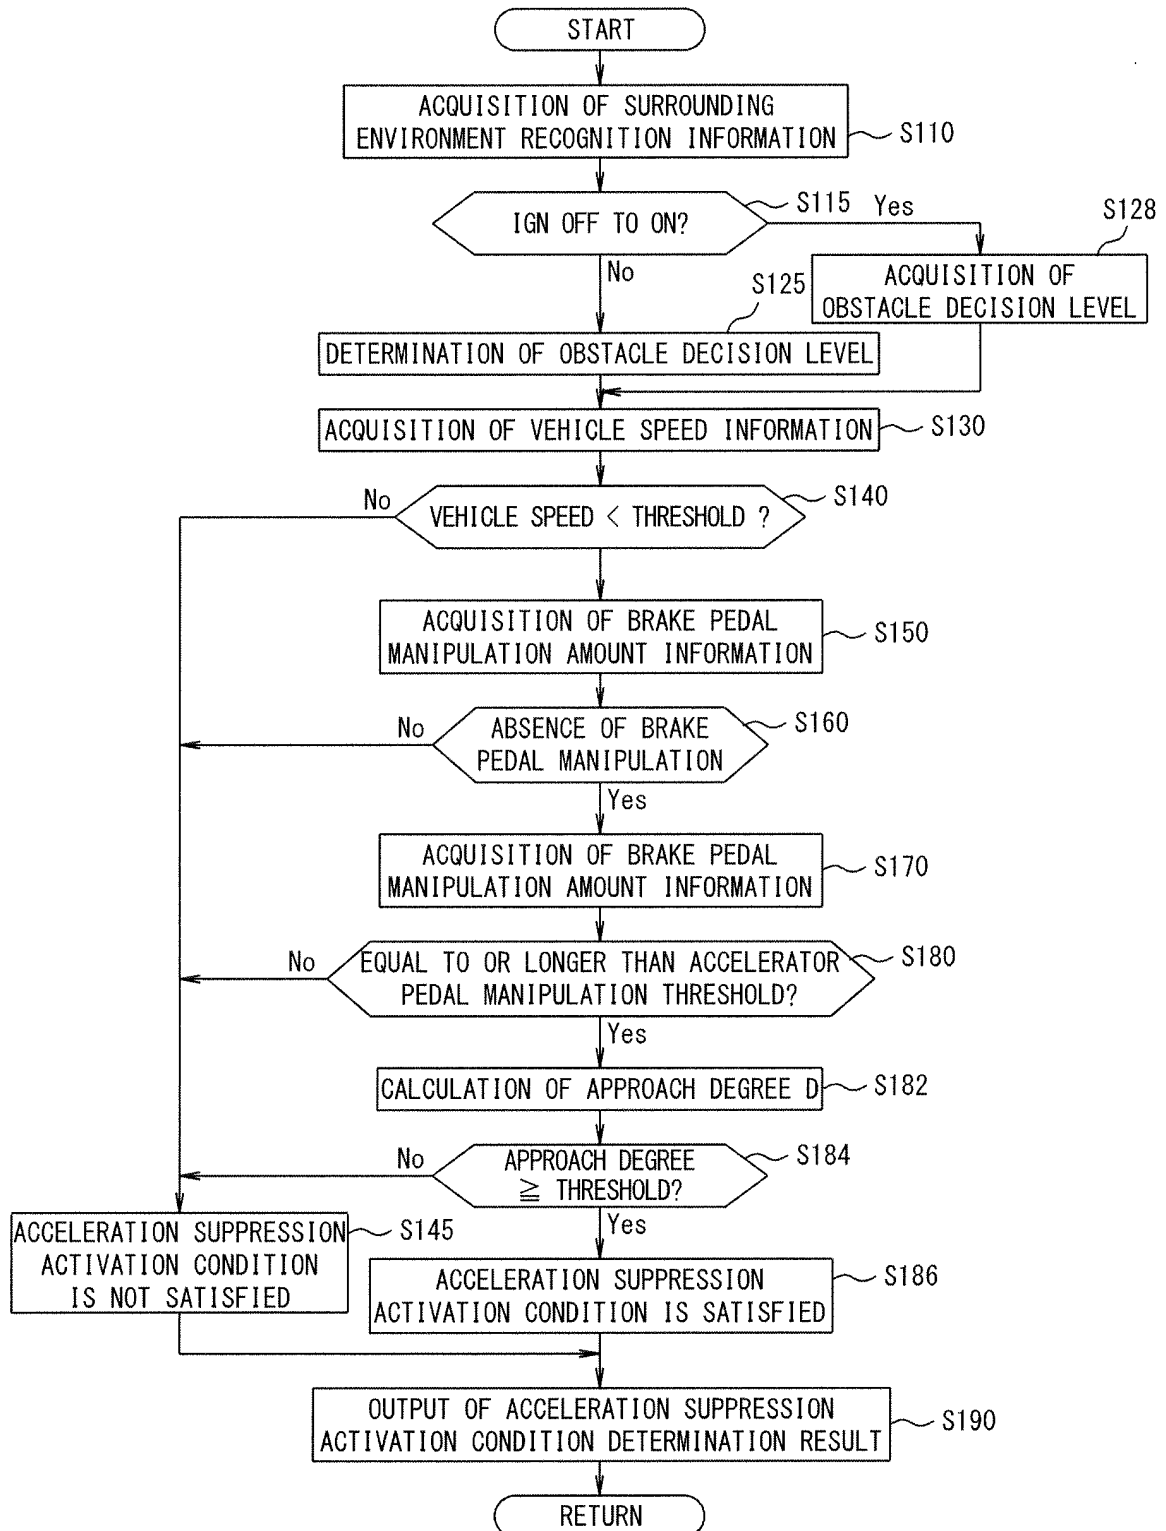 START
ACQUISITION OF SURROUNDING
ENVIRONMENT RECOGNITION INFORMATION
S110
IGN OFF TO ON?
S115
Yes
No
S128
ACQUISITION OF
OBSTACLE DECISION LEVEL
S125
DETERMINATION OF OBSTACLE DECISION LEVEL
ACQUISITION OF VEHICLE SPEED INFORMATION
S130
No
VEHICLE SPEED < THRESHOLD ?
S140
ACQUISITION OF BRAKE PEDAL
MANIPULATION AMOUNT INFORMATION
S150
No
ABSENCE OF BRAKE
PEDAL MANIPULATION
S160
Yes
ACQUISITION OF BRAKE PEDAL
MANIPULATION AMOUNT INFORMATION
S170
No
EQUAL TO OR LONGER THAN ACCELERATOR
PEDAL MANIPULATION THRESHOLD?
S180
Yes
CALCULATION OF APPROACH DEGREE D
S182
No
APPROACH DEGREE
≧ THRESHOLD?
S184
Yes
ACCELERATION SUPPRESSION
ACTIVATION CONDITION
IS NOT SATISFIED
S145
ACCELERATION SUPPRESSION
ACTIVATION CONDITION IS SATISFIED
S186
OUTPUT OF ACCELERATION SUPPRESSION
ACTIVATION CONDITION DETERMINATION RESULT
S190
RETURN